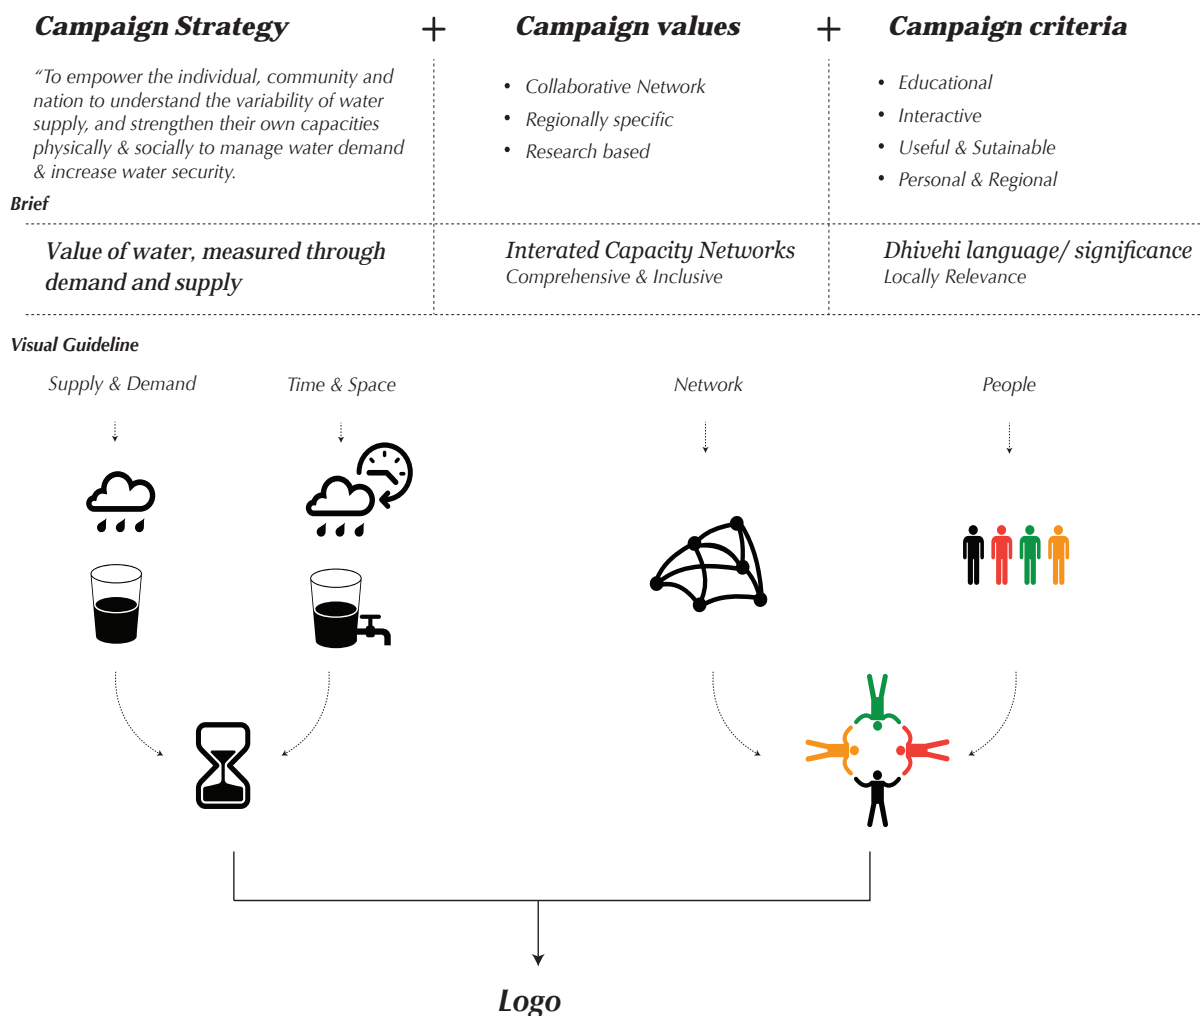 Campaign Strategy + Campaign values + Campaign criteria
“To empower the individual, community and
nation to understand the variability of water
supply, and strengthen their own capacities
physically & socially to manage water demand
& increase water security.
• Collaborative Network
• Regionally specific
• Research based
• Educational
• Interactive
• Useful & Sutainable
• Personal & Regional
Brief
Value of water, measured through
demand and supply
Interated Capacity Networks
Comprehensive & Inclusive
Dhivehi language/ significance
Locally Relevance
Visual Guideline
Supply & Demand
Time & Space
Network
People
Logo